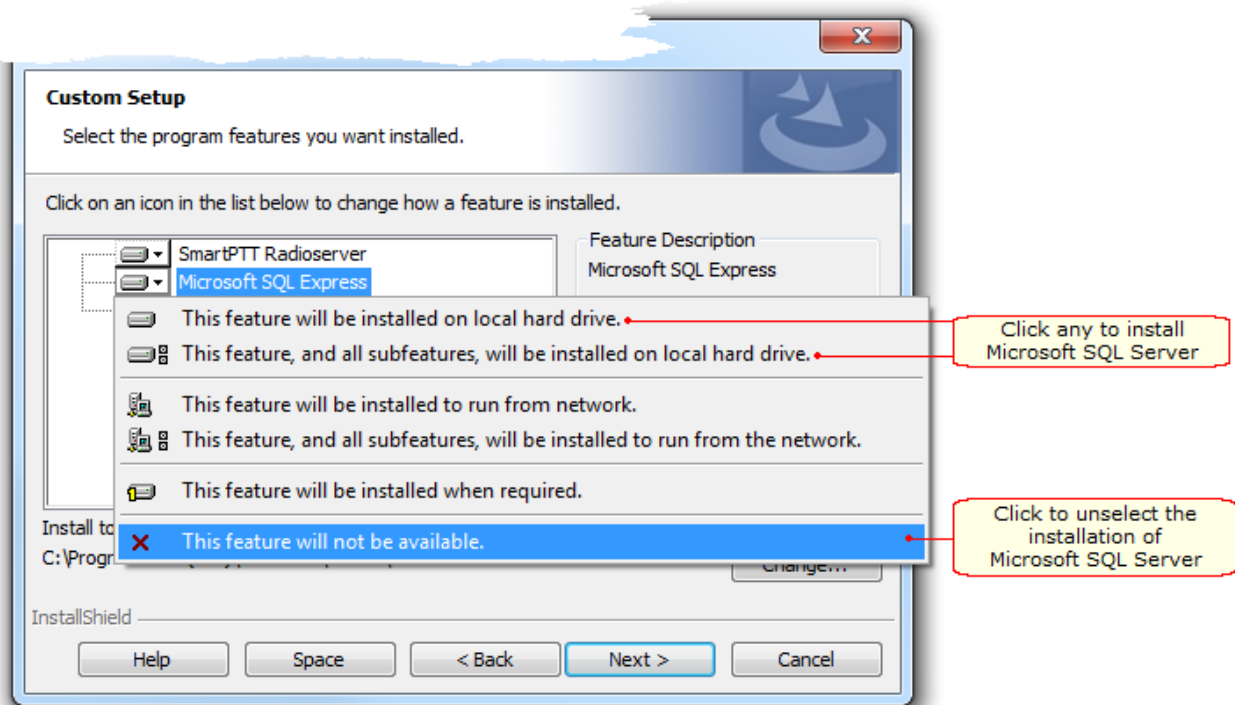 Custom Setup
Select the program features you want installed.
Click on an icon in the list below to change how a feature is installed.
SmartPTT Radioserver
Microsoft SQL Express
Feature Description
Microsoft SQL Express
This feature will be installed on local hard drive.
This feature, and all subfeatures, will be installed on local hard drive.
This feature will be installed to run from network.
This feature, and all subfeatures, will be installed to run from the network.
This feature will be installed when required.
This feature will not be available.
Click any to install
Microsoft SQL Server
Click to unselect the
installation of
Microsoft SQL Server
Install to
C:\Progr
Change...
InstallShield
Help
Space
< Back
Next >
Cancel